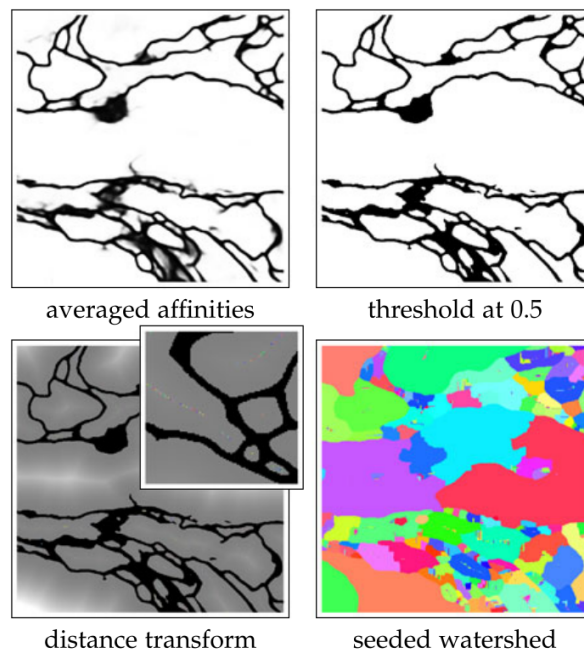 averaged affinities
threshold at 0.5
distance transform
seeded watershed